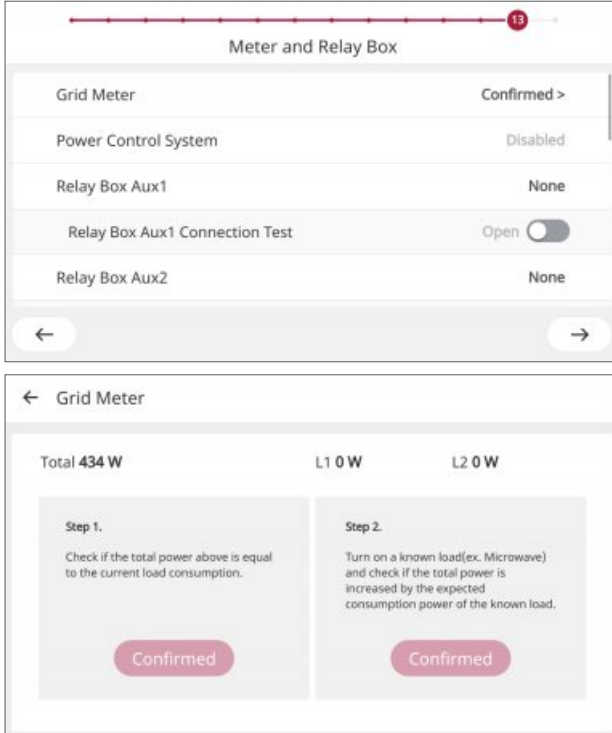 13
Meter and Relay Box
Grid Meter Confirmed >
Power Control System Disabled
Relay Box Aux1 None
Relay Box Aux1 Connection Test Open
Relay Box Aux2 None
← →
← Grid Meter
Total 434 W L1 0 W L2 0 W
Step 1.
Check if the total power above is equal
to the current load consumption.
Confirmed
Step 2.
Turn on a known load(ex. Microwave)
and check if the total power is
increased by the expected
consumption power of the known load.
Confirmed